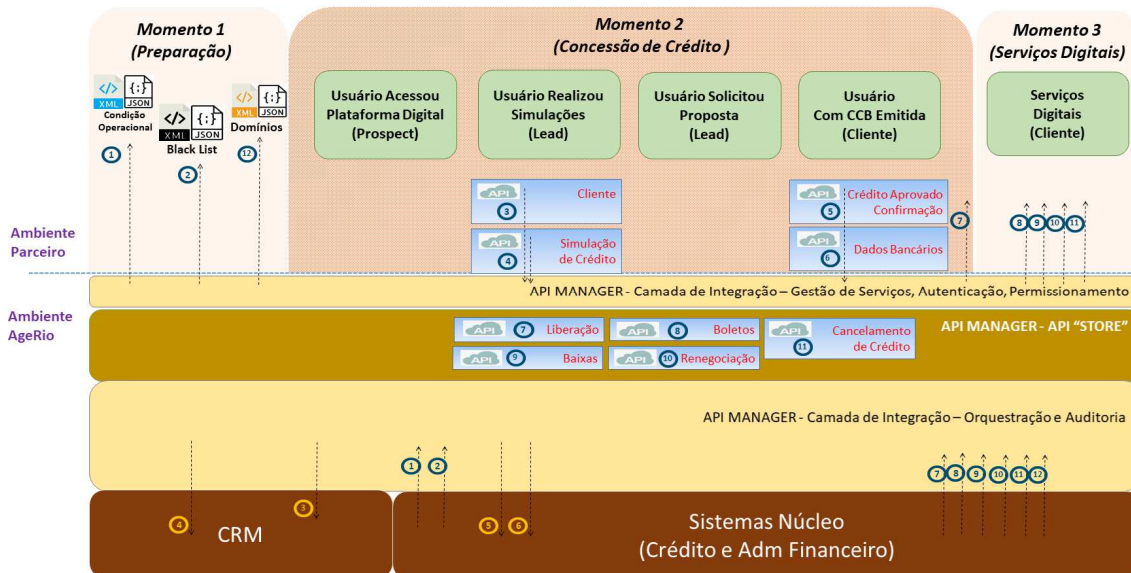 Momento 1
(Preparação)
Momento 2
(Concessão de Crédito )
Momento 3
(Serviços Digitais)
</>
XML
{:}
JSON
Condição
Operacional
</>
XML
{:}
JSON
Black List
</>
XML
{:}
JSON
Domínios
1
2
12
Usuário Acessou
Plataforma Digital
(Prospect)
Usuário Realizou
Simulações
(Lead)
Usuário Solicitou
Proposta
(Lead)
Usuário
Com CCB Emitida
(Cliente)
Serviços
Digitais
(Cliente)
API
3
Cliente
API
4
Simulação
de Crédito
API
5
Crédito Aprovado
Confirmação
API
6
Dados Bancários
7
8 9 10 11
Ambiente
Parceiro
Ambiente
AgeRio
API MANAGER - Camada de Integração – Gestão de Serviços, Autenticação, Permissionamento
API MANAGER - API “STORE”
API
7
Liberação
API
8
Boletos
API
11
Cancelamento
de Crédito
API
9
Baixas
API
10
Renegociação
API MANAGER - Camada de Integração – Orquestração e Auditoria
1 2
7 8 9 10 11 12
4
3
5 6
CRM
Sistemas Núcleo
(Crédito e Adm Financeiro)